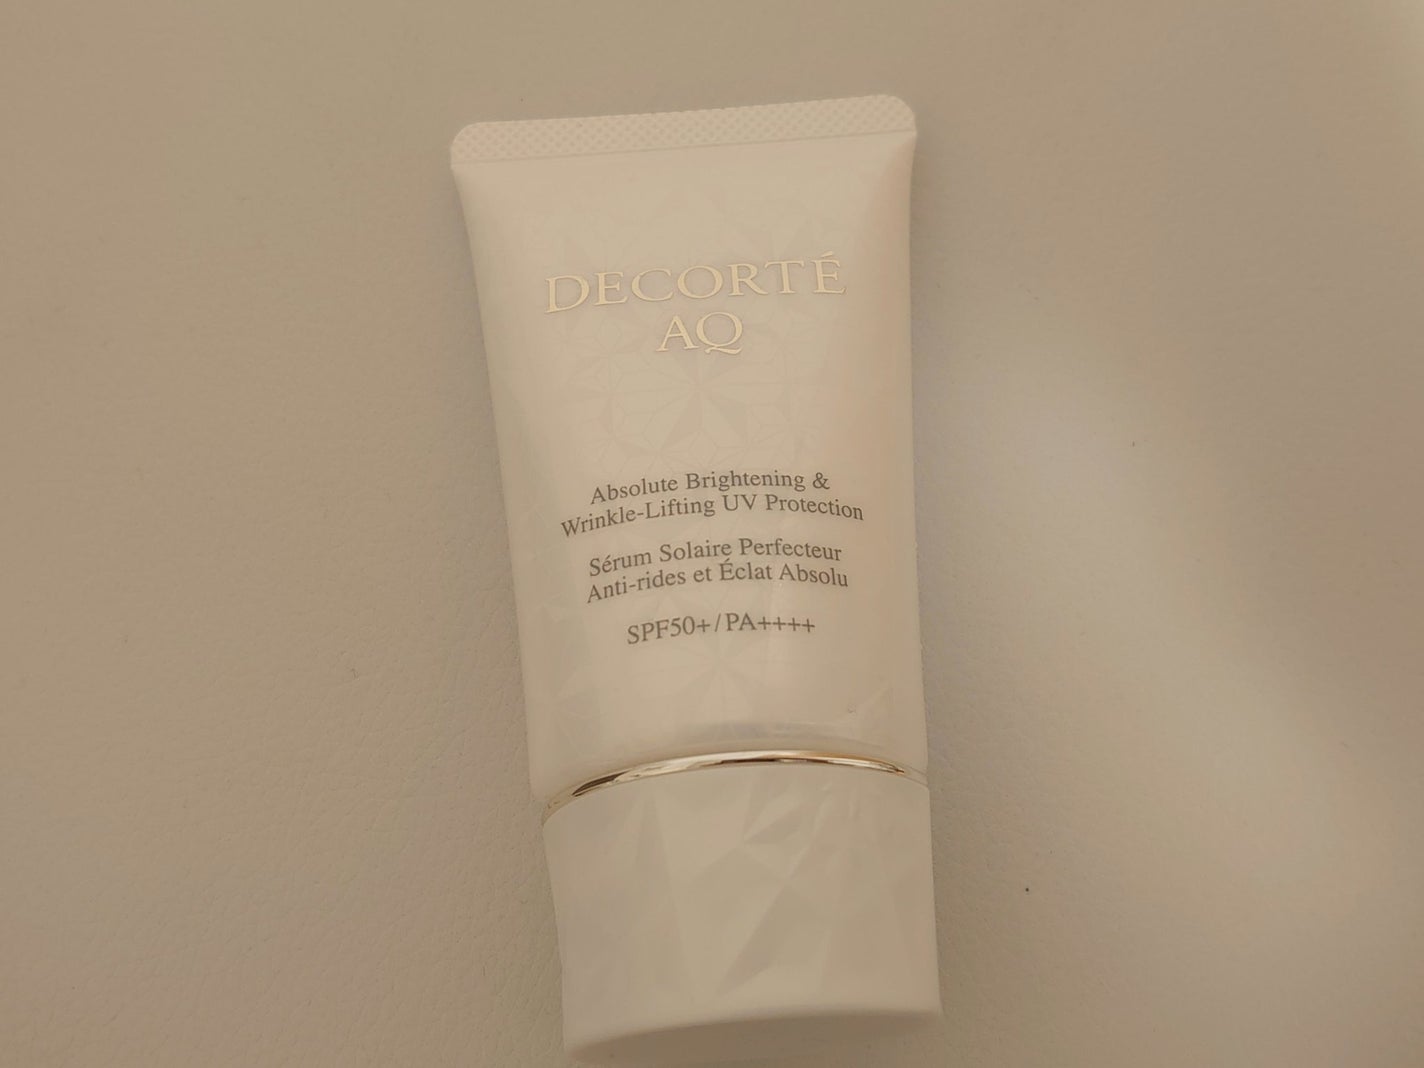 DECORTÉ
AQ
Absolute Brightening &
Wrinkle-Lifting UV Protection
Sérum Solaire Perfecteur
Anti-rides et Éclat Absolu
SPF50+/PA++++